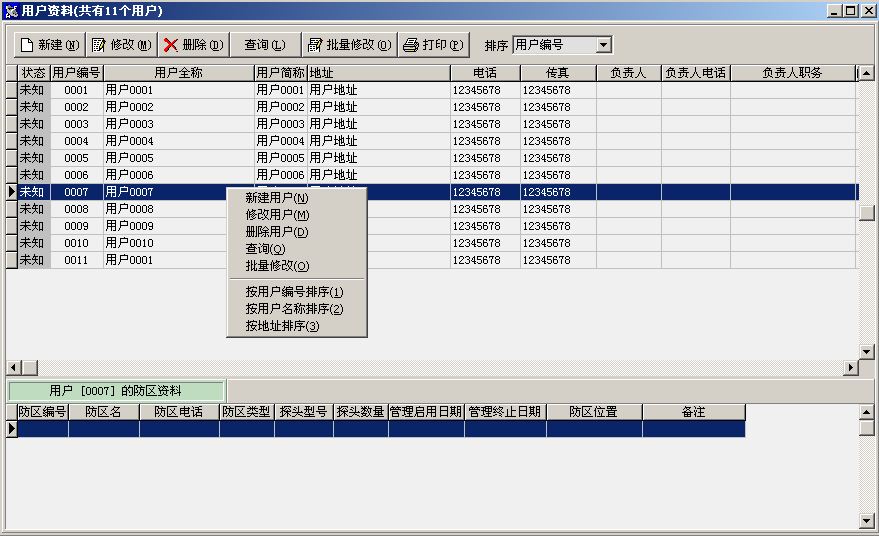 用户资料(共有11个用户)
新建(N) 修改(M) 删除(D) 查询(L) 批量修改(O) 打印(P) 排序 用户编号
状态 用户编号 用户全称 用户简称 地址 电话 传真 负责人 负责人电话 负责人职务
未知 0001 用户0001 用户0001 用户地址 12345678 12345678
未知 0002 用户0002 用户0002 用户地址 12345678 12345678
未知 0003 用户0003 用户0003 用户地址 12345678 12345678
未知 0004 用户0004 用户0004 用户地址 12345678 12345678
未知 0005 用户0005 用户0005 用户地址 12345678 12345678
未知 0006 用户0006 用户0006 用户地址 12345678 12345678
未知 0007 用户0007 12345678 12345678
新建用户(N)
未知 0008 用户0008 12345678 12345678
修改用户(M)
未知 0009 用户0009 12345678 12345678
删除用户(D)
未知 0010 用户0010 12345678 12345678
查询(Q)
未知 0011 用户0001 12345678 12345678
批量修改(O)
按用户编号排序(1)
按用户名称排序(2)
按地址排序(3)
用户 [0007] 的防区资料
防区编号 防区名 防区电话 防区类型 探头型号 探头数量 管理启用日期 管理终止日期 防区位置 备注